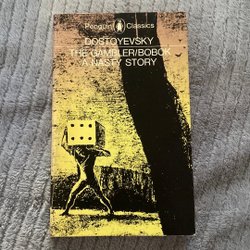 Penguin Classics
DOSTOYEVSKY
THE GAMBLER/BOBOK
A NASTY STORY